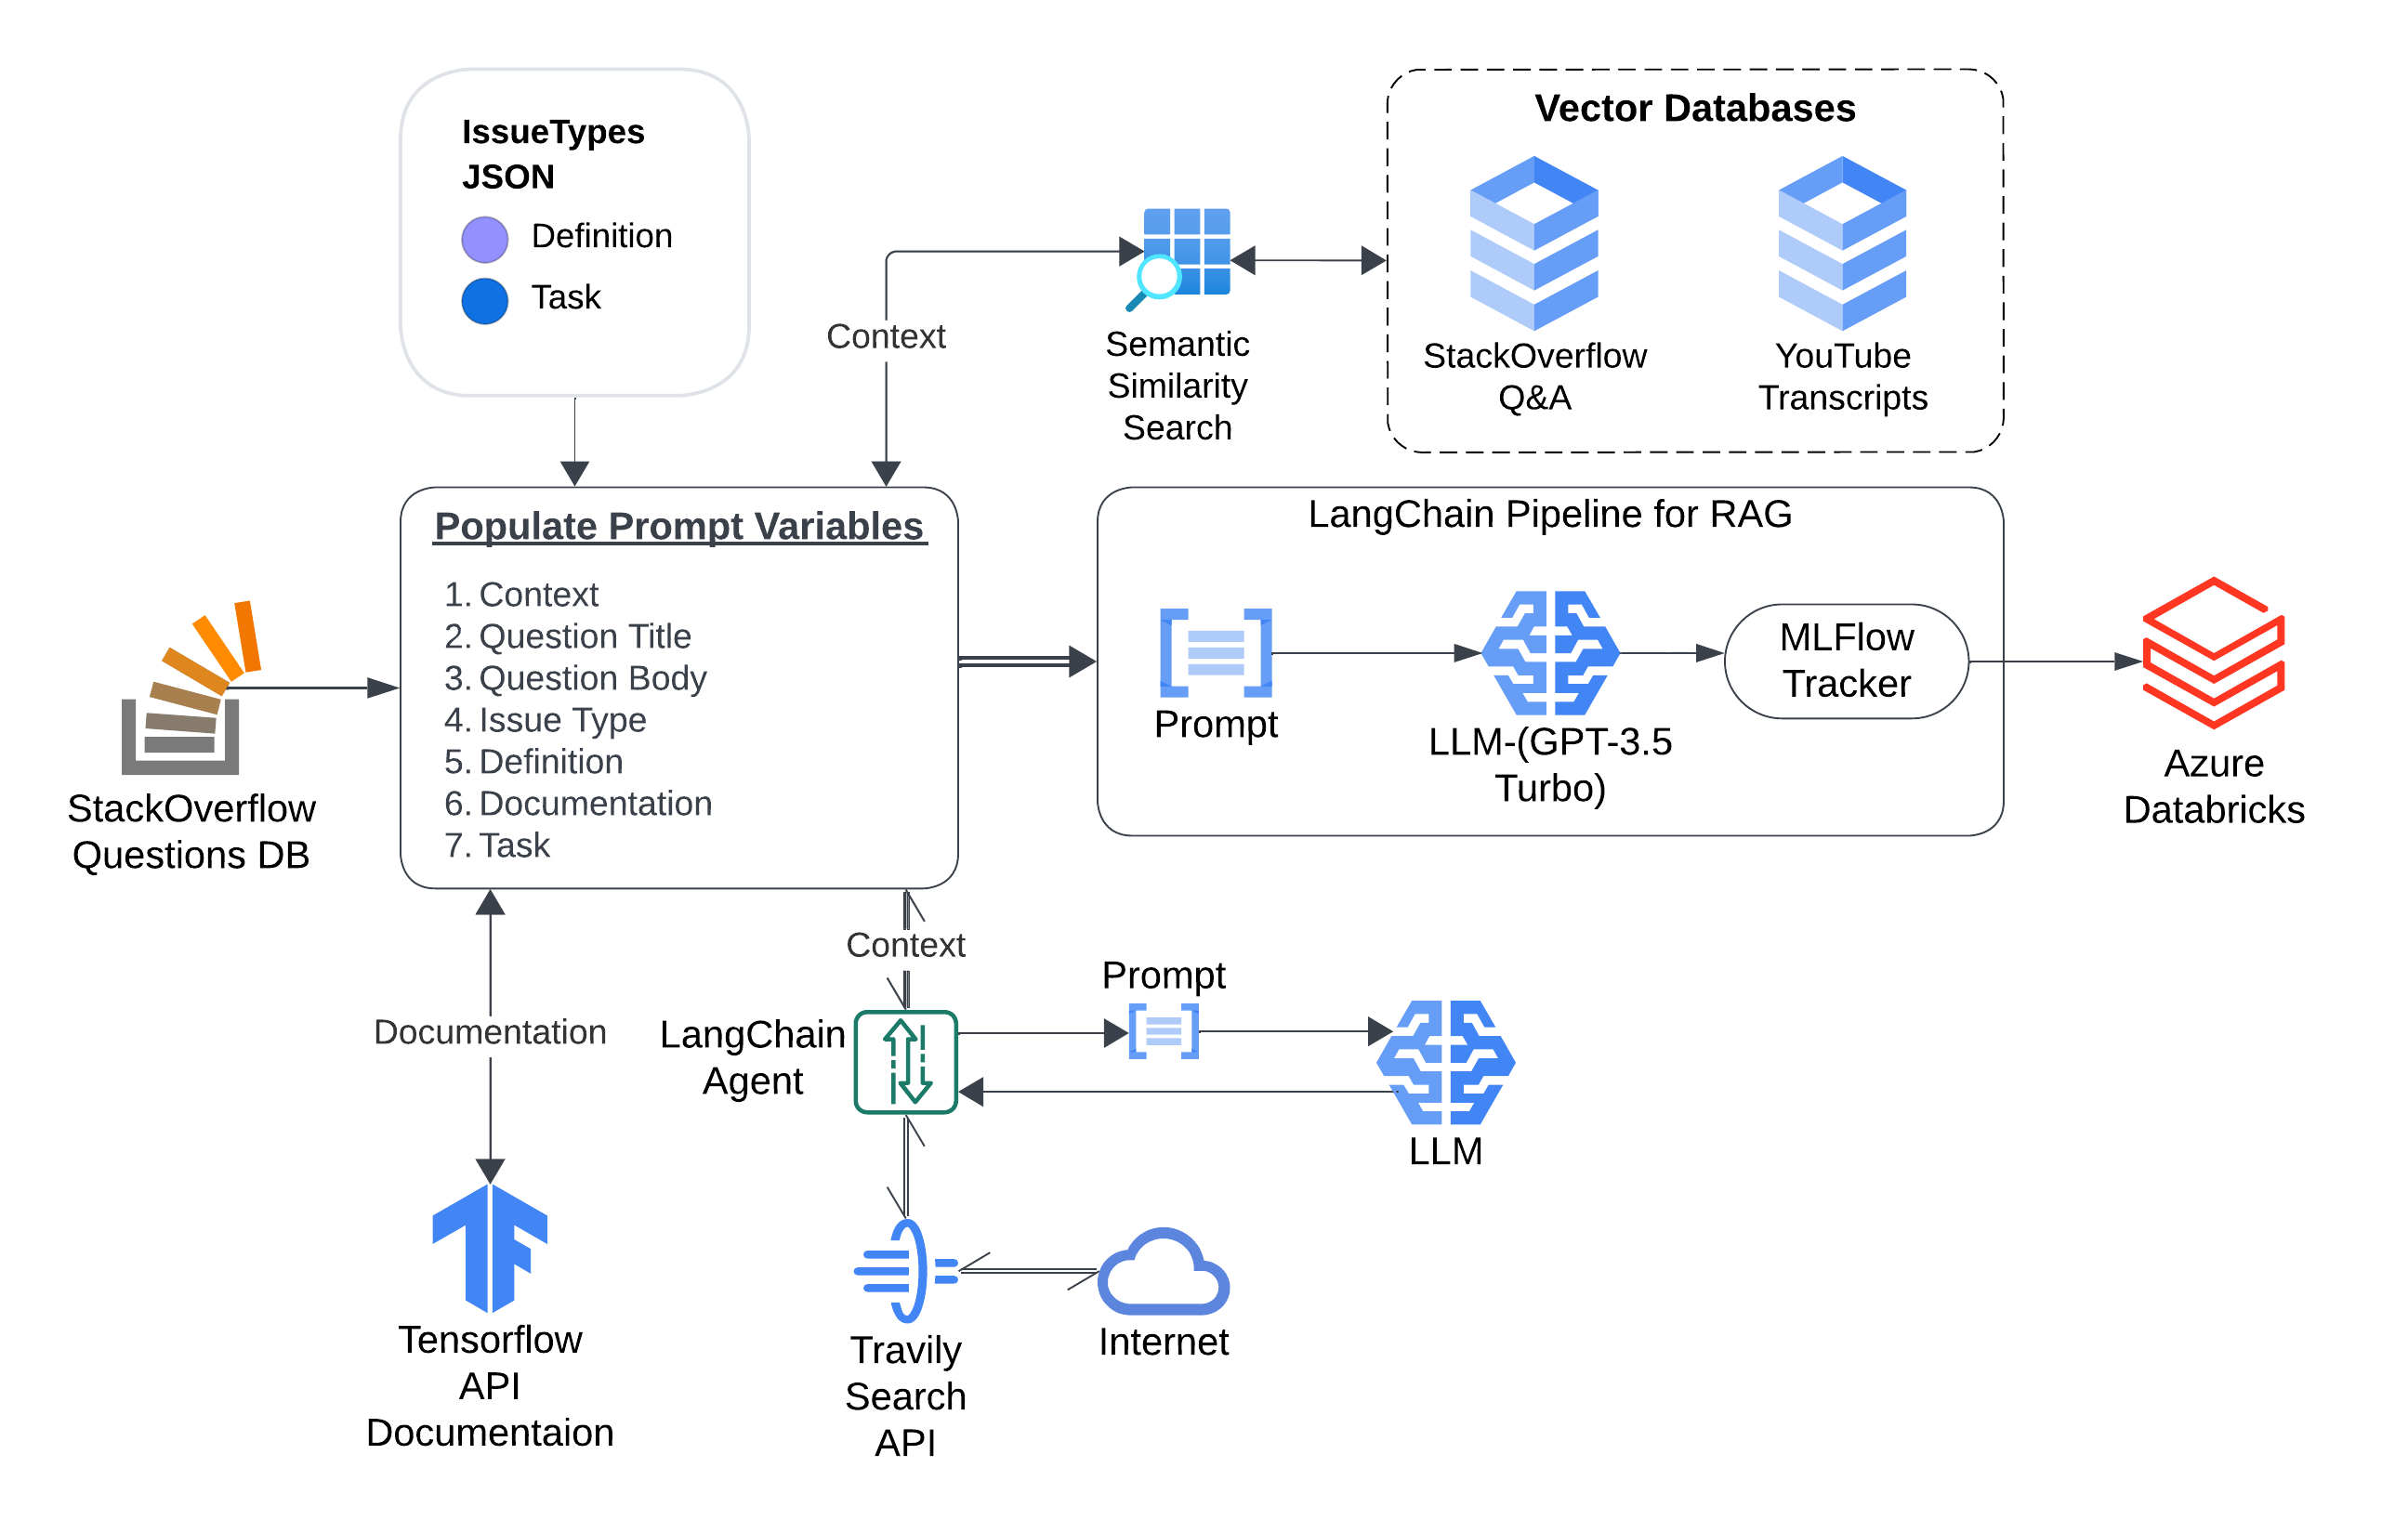 IssueTypes
JSON
Definition
Task
Context
Semantic
Similarity
Search
Vector Databases
StackOverflow
Q&A
YouTube
Transcripts
StackOverflow
Questions DB
Populate Prompt Variables
1. Context
2. Question Title
3. Question Body
4. Issue Type
5. Definition
6. Documentation
7. Task
LangChain Pipeline for RAG
Prompt
LLM-(GPT-3.5
Turbo)
MLFlow
Tracker
Azure
Databricks
Documentation
Context
LangChain
Agent
Prompt
LLM
Tensorflow
API
Documentaion
Travily
Search
API
Internet